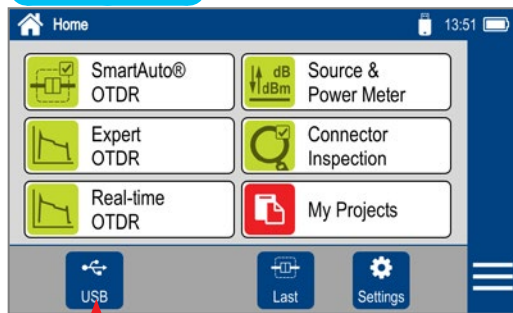 Home
13:51
SmartAuto®
OTDR
dB
dBm
Source &
Power Meter
Expert
OTDR
Connector
Inspection
Real-time
OTDR
My Projects
USB
Last
Settings